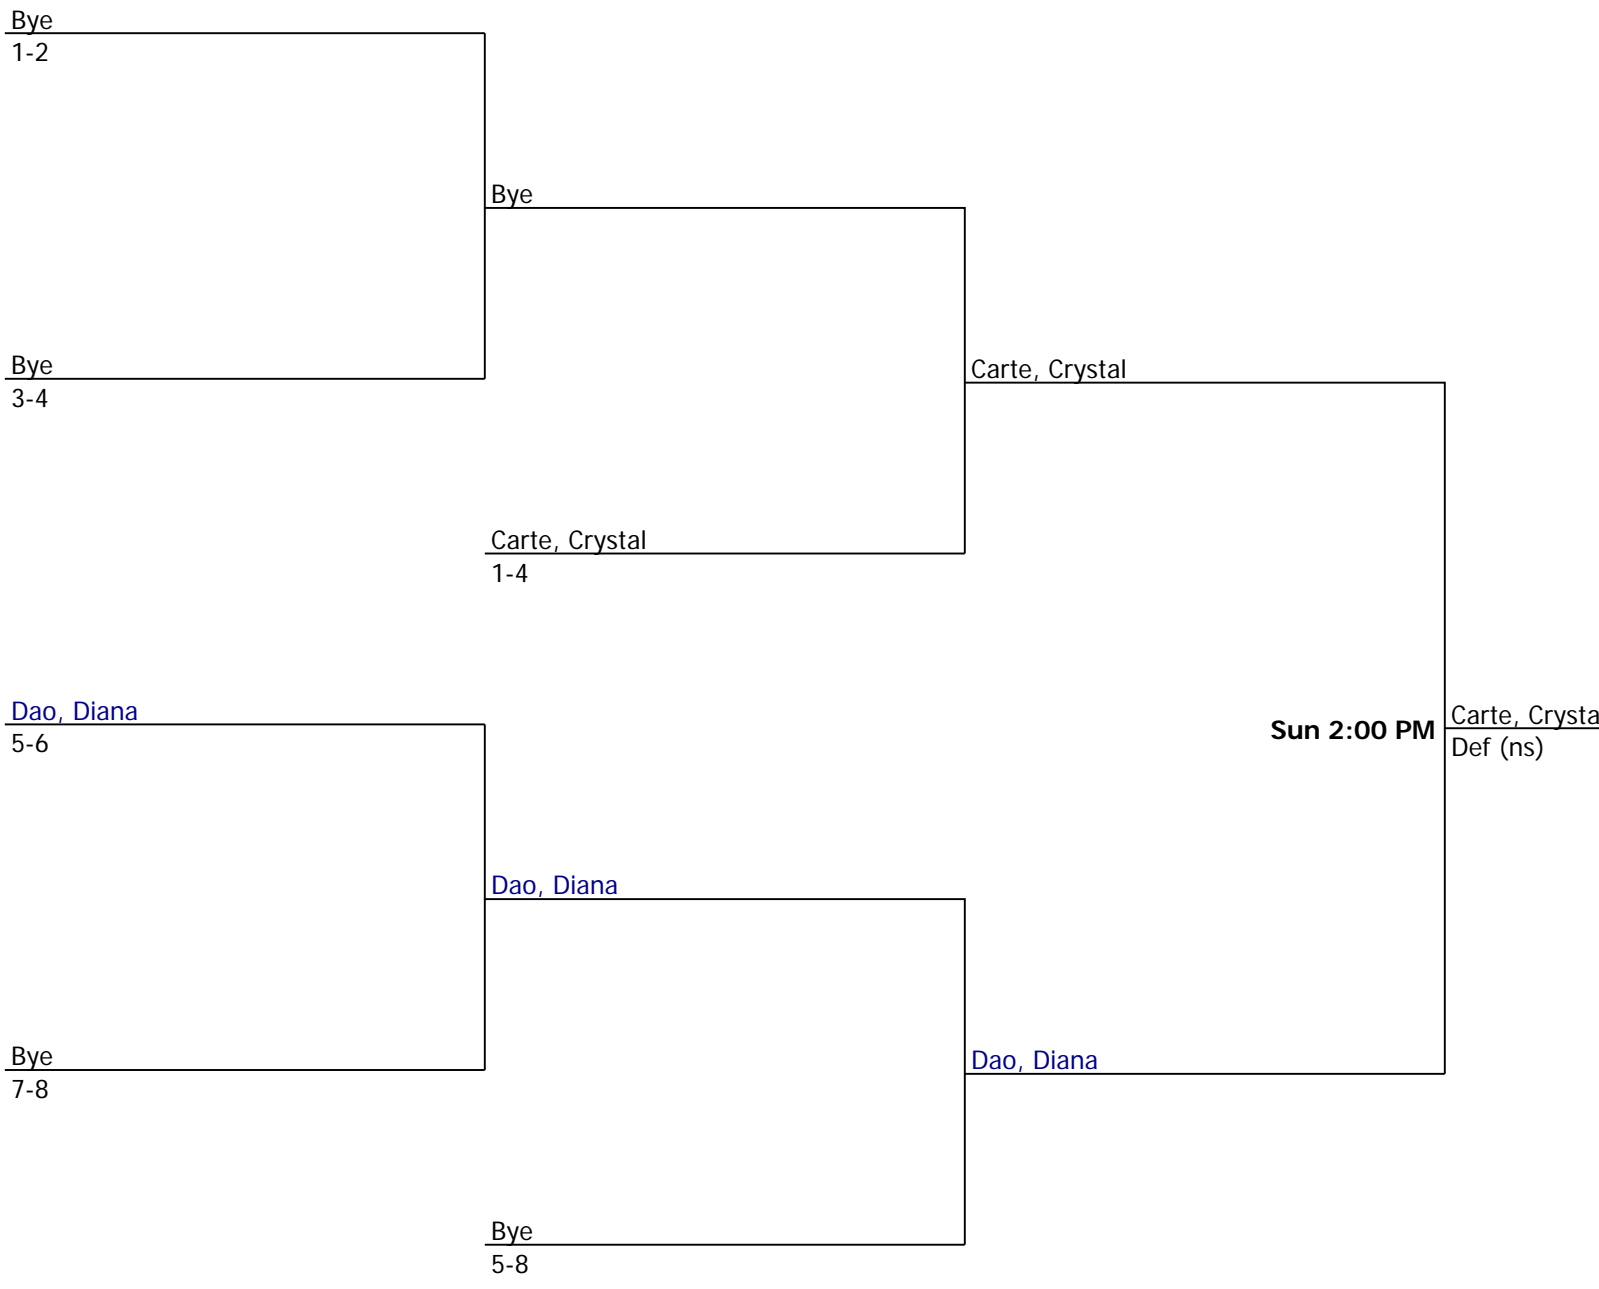 Bye
1-2
Bye
Bye
3-4
Carte, Crystal
Carte, Crystal
1-4
Dao, Diana
5-6
Sun 2:00 PM
Carte, Crysta
Def (ns)
Dao, Diana
Bye
7-8
Dao, Diana
Bye
5-8